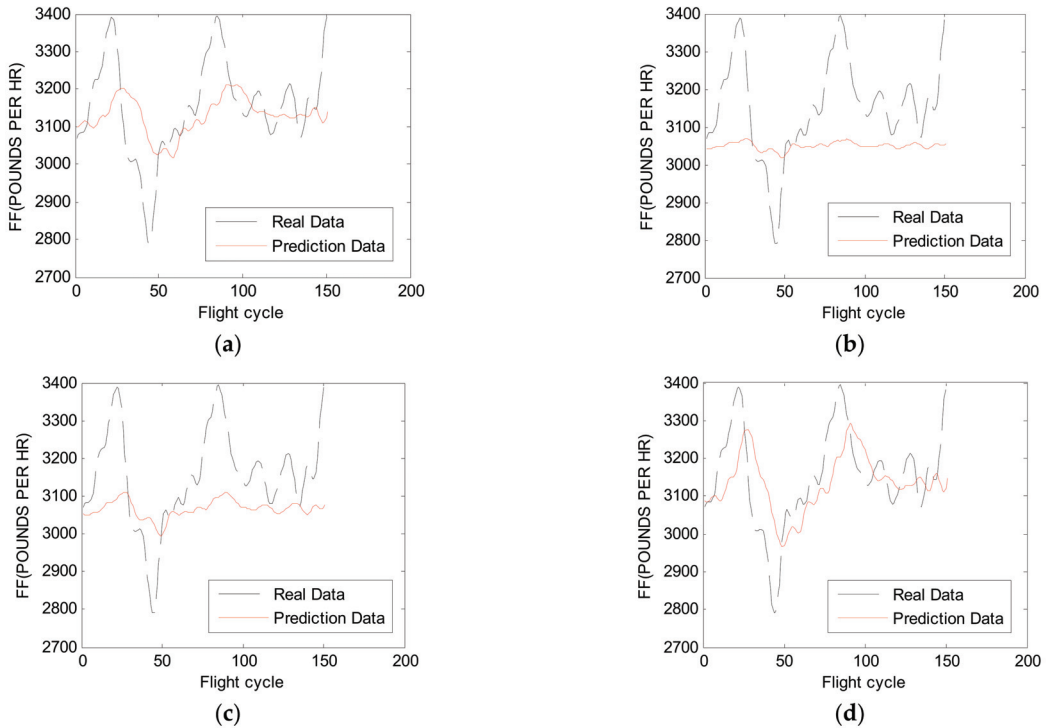 3400
3300
3200
3100
3000
2900
2800
2700
FF(POUNDS PER HR)
Real Data
Prediction Data
0 50 100 150 200
Flight cycle
(a)
3400
3300
3200
3100
3000
2900
2800
2700
FF(POUNDS PER HR)
Real Data
Prediction Data
0 50 100 150 200
Flight cycle
(b)
3400
3300
3200
3100
3000
2900
2800
2700
FF(POUNDS PER HR)
Real Data
Prediction Data
0 50 100 150 200
Flight cycle
(c)
3400
3300
3200
3100
3000
2900
2800
2700
FF(POUNDS PER HR)
Real Data
Prediction Data
0 50 100 150 200
Flight cycle
(d)